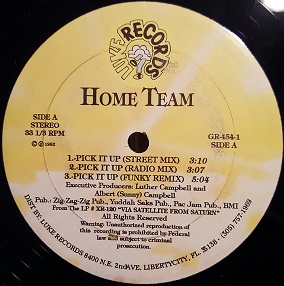 LUKE RECORDS
HOME TEAM
SIDE A
STEREO
33 1/3 RPM
© ℗ 1992
GR-454-1
SIDE A
1.-PICK IT UP (STREET MIX) 3:10
2.-PICK IT UP (RADIO MIX) 3:07
3.-PICK IT UP (FUNKY REMIX) 5:04
Executive Producers: Luther Campbell and
Albert (Sunny) Campbell
Pub.: Zig-Zag-Zig Pub., Yuddah Saks Pub., Pac Jam Pub., BMI
From The LP # XR-120 "VIA SATELLITE FROM SATURN"
All Rights Reserved
Warning: Unauthorized reproduction of
this recording is prohibited by Federal
law and subject to criminal
prosecution.
DIST BY LUKE RECORDS 8400 N.E. 2nd AVE. LIBERTY CITY, FL 33138 - (305) 757-1969